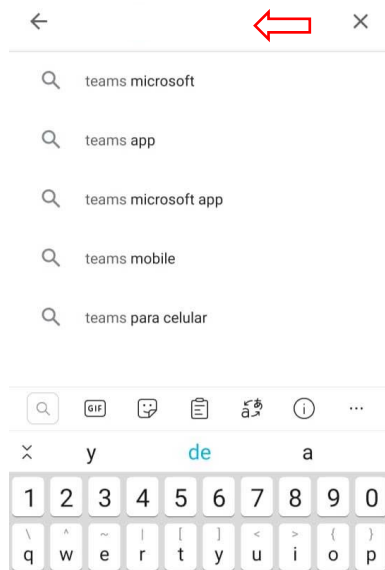 teams microsoft
teams app
teams microsoft app
teams mobile
teams para celular
GIF
y de a
1 2 3 4 5 6 7 8 9 0
\ ^ ~ | [ ] < > { }
q w e r t y u i o p